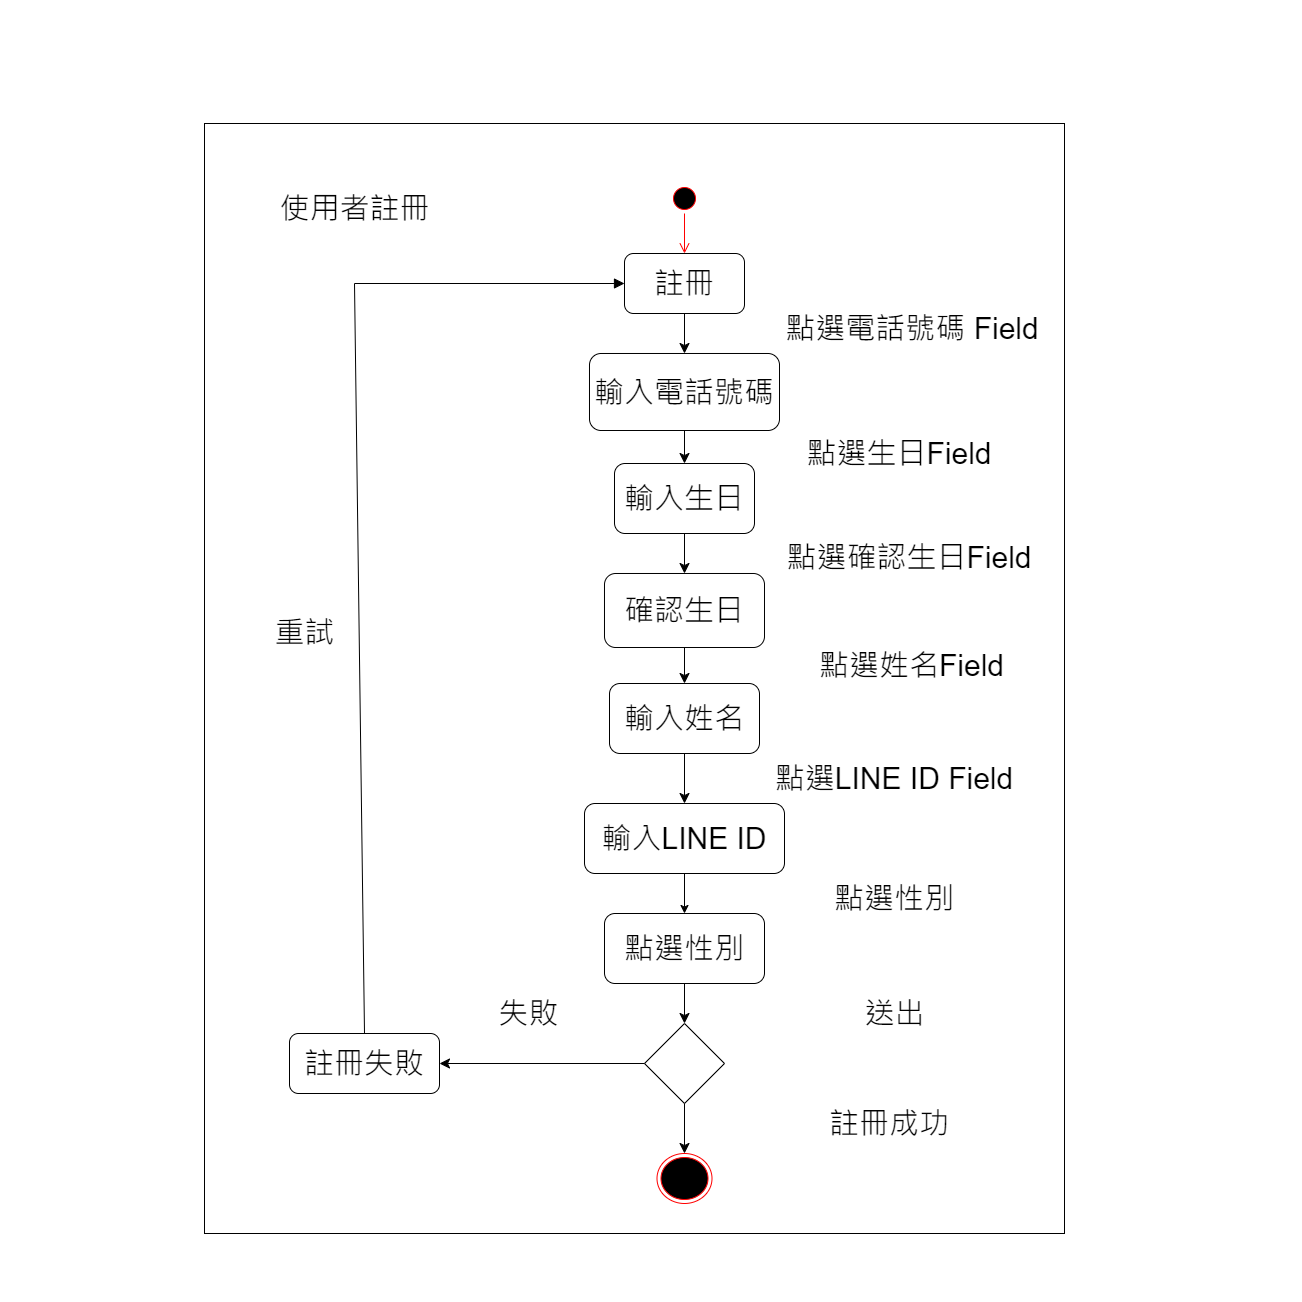 使用者註冊
註冊
點選電話號碼 Field
輸入電話號碼
點選生日Field
輸入生日
點選確認生日Field
確認生日
重試
點選姓名Field
輸入姓名
點選LINE ID Field
輸入LINE ID
點選性別
點選性別
失敗
送出
註冊失敗
註冊成功